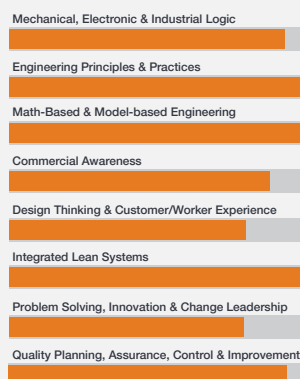 Mechanical, Electronic & Industrial Logic
Engineering Principles & Practices
Math-Based & Model-based Engineering
Commercial Awareness
Design Thinking & Customer/Worker Experience
Integrated Lean Systems
Problem Solving, Innovation & Change Leadership
Quality Planning, Assurance, Control & Improvement